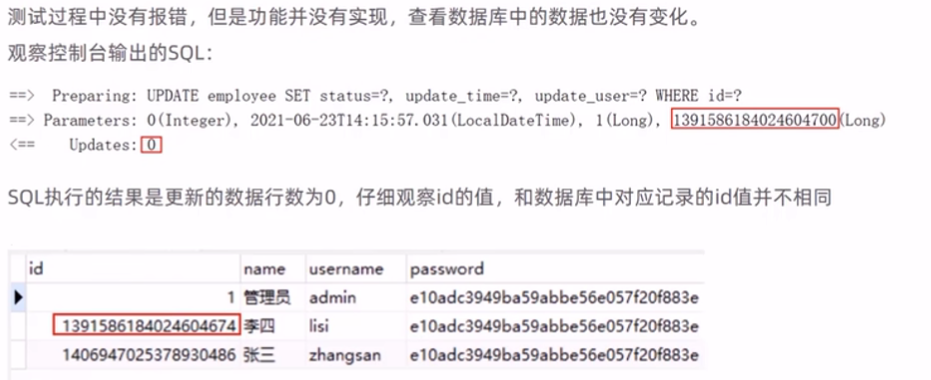 测试过程中没有报错，但是功能并没有实现，查看数据库中的数据也没有变化。
观察控制台输出的SQL：
==>  Preparing: UPDATE employee SET status=?, update_time=?, update_user=? WHERE id=?
==> Parameters: 0(Integer), 2021-06-23T14:15:57.031(LocalDateTime), 1(Long), 1391586184024604700(Long)
<==    Updates: 0
SQL执行的结果是更新的数据行数为0，仔细观察id的值，和数据库中对应记录的id值并不相同
id name username password
1 管理员 admin e10adc3949ba59abbe56e057f20f883e
1391586184024604674 李四 lisi e10adc3949ba59abbe56e057f20f883e
1406947025378930486 张三 zhangsan e10adc3949ba59abbe56e057f20f883e